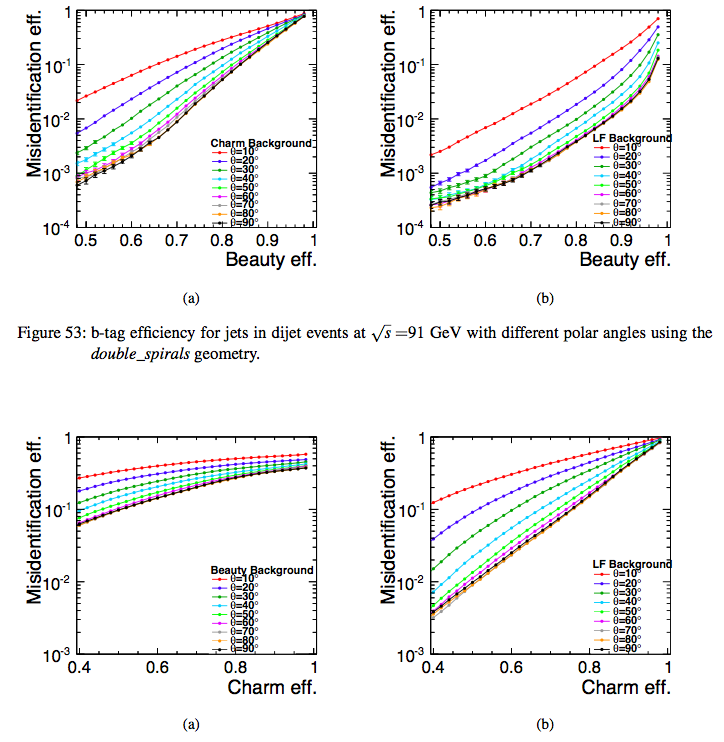 Misidentification eff.
1
10-1
10-2
10-3
10-4
Charm Background
θ=10°
θ=20°
θ=30°
θ=40°
θ=50°
θ=60°
θ=70°
θ=80°
θ=90°
0.5 0.6 0.7 0.8 0.9 1
Beauty eff.
(a)
Misidentification eff.
1
10-1
10-2
10-3
10-4
LF Background
θ=10°
θ=20°
θ=30°
θ=40°
θ=50°
θ=60°
θ=70°
θ=80°
θ=90°
0.5 0.6 0.7 0.8 0.9 1
Beauty eff.
(b)
Figure 53: b-tag efficiency for jets in dijet events at √s =91 GeV with different polar angles using the
double_spirals geometry.
Misidentification eff.
1
10-1
10-2
10-3
Beauty Background
θ=10°
θ=20°
θ=30°
θ=40°
θ=50°
θ=60°
θ=70°
θ=80°
θ=90°
0.4 0.6 0.8 1
Charm eff.
(a)
Misidentification eff.
1
10-1
10-2
10-3
LF Background
θ=10°
θ=20°
θ=30°
θ=40°
θ=50°
θ=60°
θ=70°
θ=80°
θ=90°
0.4 0.6 0.8 1
Charm eff.
(b)